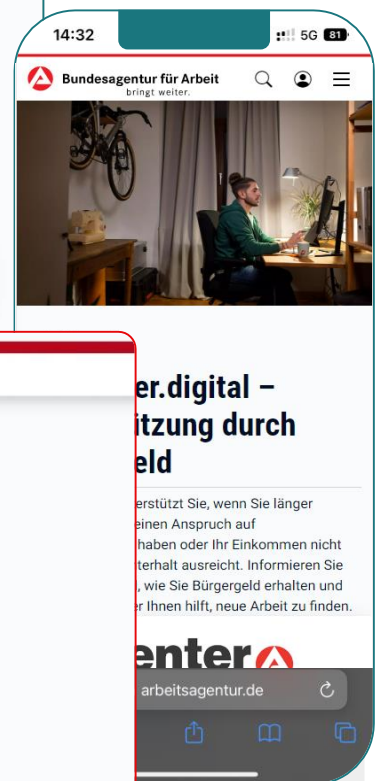 14:32
5G 81
Bundesagentur für Arbeit
bringt weiter.
er.digital –
itzung durch
eld
erstützt Sie, wenn Sie länger
einen Anspruch auf
haben oder Ihr Einkommen nicht
terhalt ausreicht. Informieren Sie
, wie Sie Bürgergeld erhalten und
r Ihnen hilft, neue Arbeit zu finden.
enter
arbeitsagentur.de